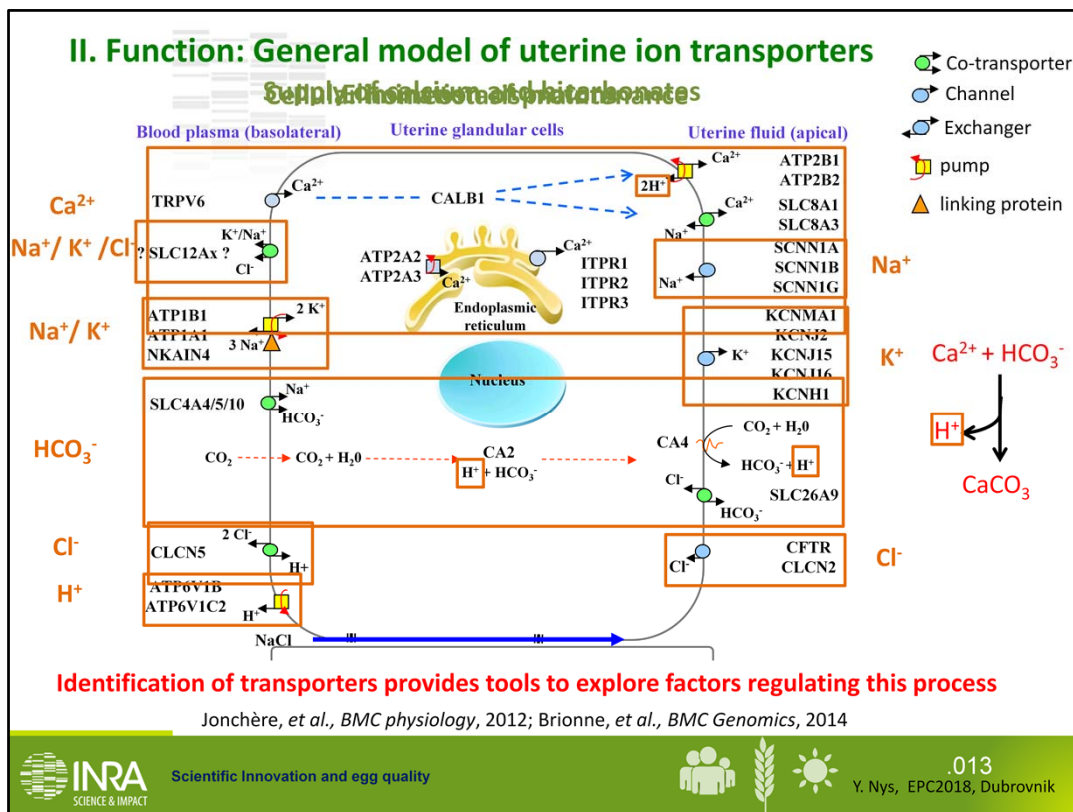 II. Function: General model of uterine ion transporters
Supply of calcium and bicarbonates
Blood plasma (basolateral)
Uterine glandular cells
Uterine fluid (apical)
Co-transporter
Channel
Exchanger
pump
linking protein
Ca²⁺
Na⁺/ K⁺ /Cl⁻
Na⁺/ K⁺
HCO₃⁻
Cl⁻
H⁺
TRPV6
Ca²⁺
CALB1
2H⁺
Ca²⁺
ATP2B1
ATP2B2
Ca²⁺
Na⁺
SLC8A1
SLC8A3
? SLC12Ax ?
K⁺/Na⁺
Cl⁻
ATP2A2
ATP2A3
Ca²⁺
Ca²⁺
ITPR1
ITPR2
ITPR3
Endoplasmic
reticulum
Na⁺
SCNN1A
SCNN1B
SCNN1G
Na⁺
ATP1B1
ATP1A1
NKAIN4
2 K⁺
3 Na⁺
Nucleus
K⁺
KCNMA1
KCNJ2
KCNJ15
KCNJ16
KCNH1
K⁺
SLC4A4/5/10
Na⁺
HCO₃⁻
CO₂
CO₂ + H₂0
CA2
H⁺ + HCO₃⁻
CA4
CO₂ + H₂0
HCO₃⁻ + H⁺
Cl⁻
HCO₃⁻
SLC26A9
CLCN5
2 Cl⁻
H+
Cl⁻
CFTR
CLCN2
Cl⁻
ATP6V1B
ATP6V1C2
H⁺
NaCl
Ca²⁺ + HCO₃⁻
H⁺
CaCO₃
Identification of transporters provides tools to explore factors regulating this process
Jonchère, et al., BMC physiology, 2012; Brionne, et al., BMC Genomics, 2014
INRA
SCIENCE & IMPACT
Scientific Innovation and egg quality
.013
Y. Nys, EPC2018, Dubrovnik